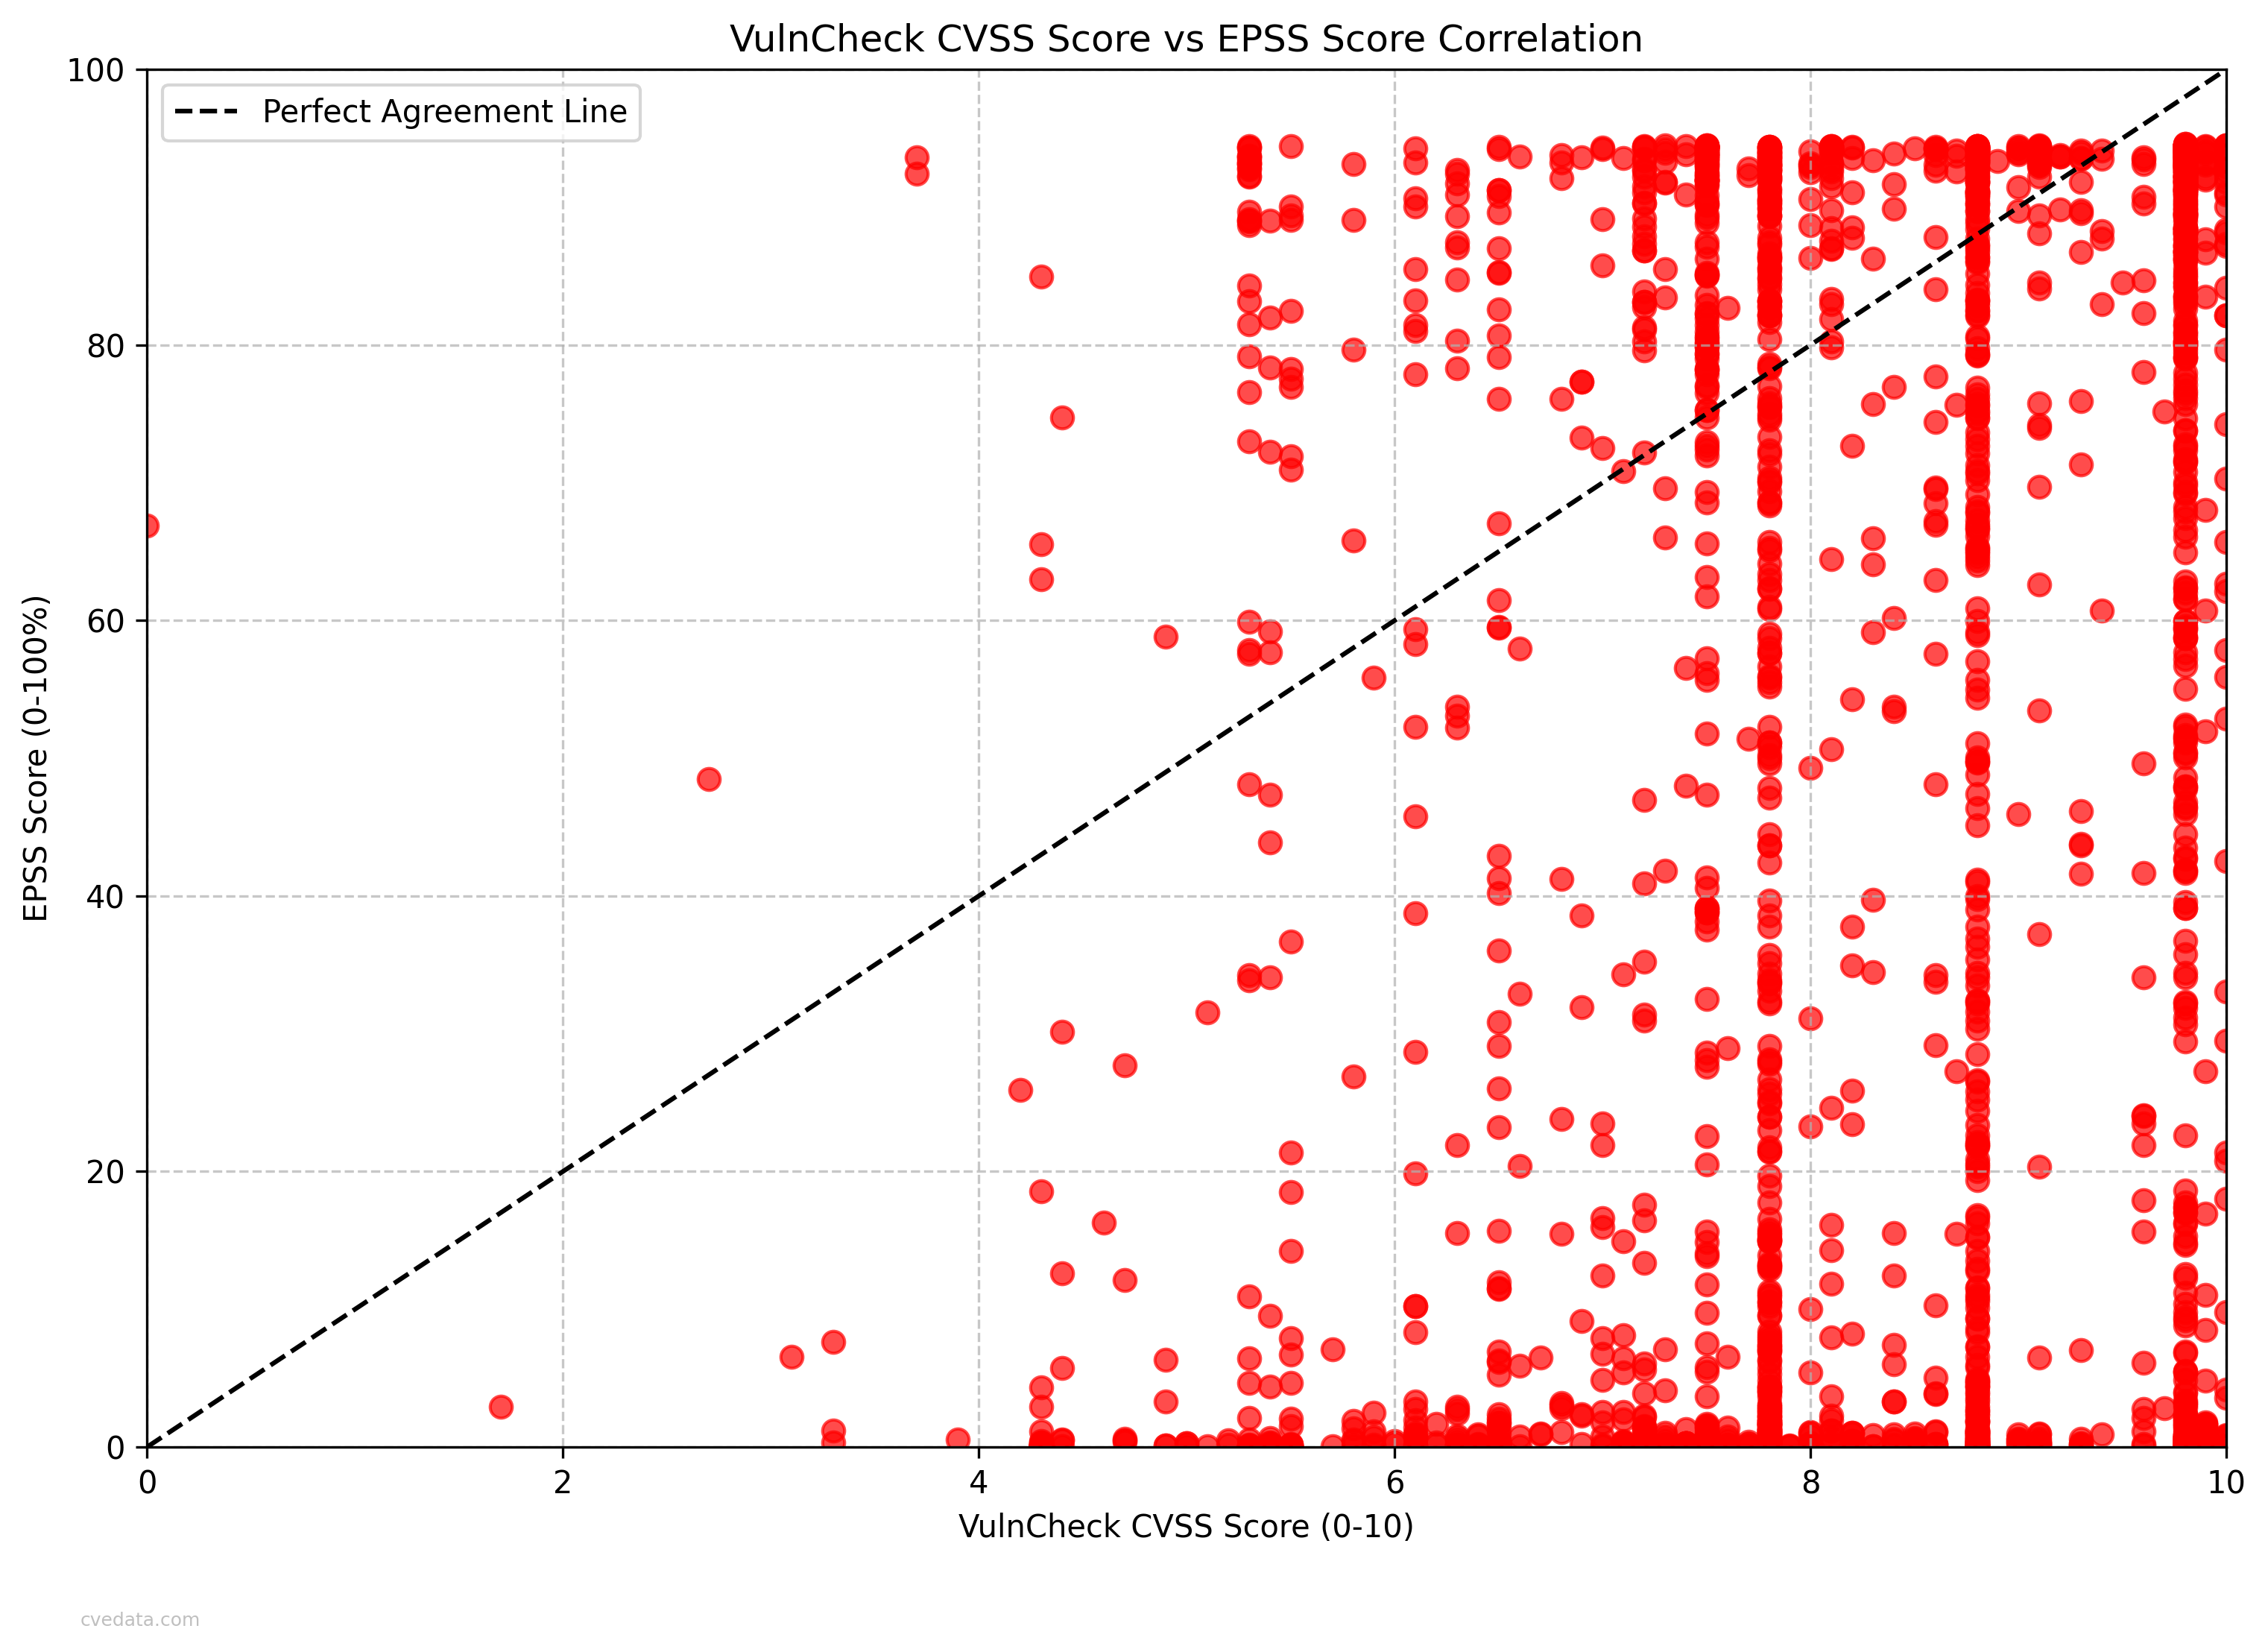 VulnCheck CVSS Score vs EPSS Score Correlation
Perfect Agreement Line
EPSS Score (0-100%)
100
80
60
40
20
0
0 2 4 6 8 10
VulnCheck CVSS Score (0-10)
cvedata.com